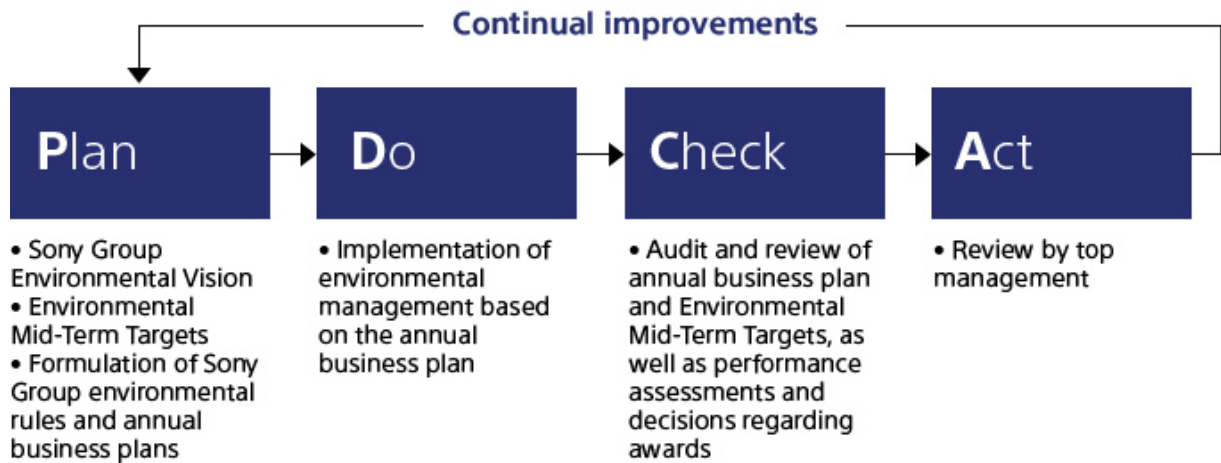 Continual improvements
Plan
Do
Check
Act
• Sony Group
Environmental Vision
• Environmental
Mid-Term Targets
• Formulation of Sony
Group environmental
rules and annual
business plans
• Implementation of
environmental
management based
on the annual
business plan
• Audit and review of
annual business plan
and Environmental
Mid-Term Targets, as
well as performance
assessments and
decisions regarding
awards
• Review by top
management